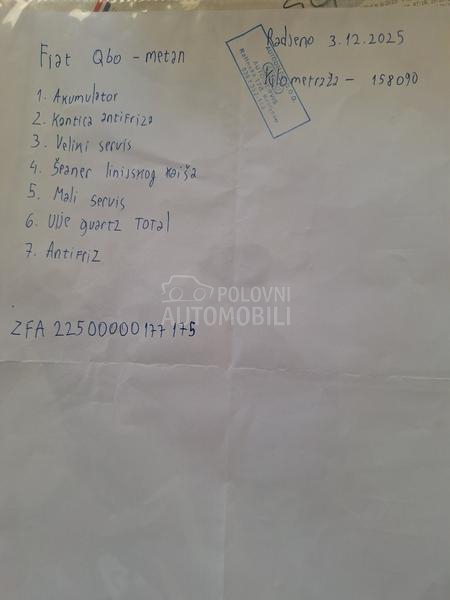 Fiat Qbo - metan
Radjeno 3.12.2025
Kilometraža - 158090
1. Akumulator
2. Kantica antifriza
3. Veliki servis
4. Španer linijskog kaiša
5. Mali servis
6. Ulje quartz TOTAL
7. Antifriz
POLOVNI
AUTOMOBILI
ZFA 22500000177175